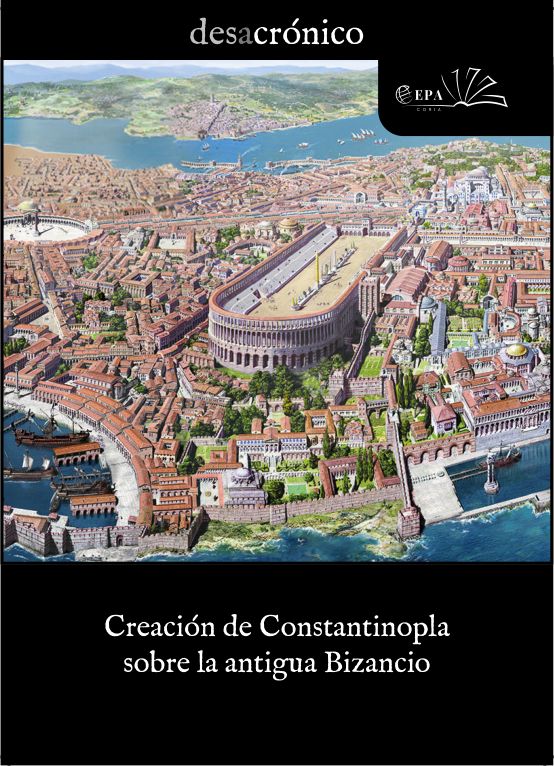 desacrónico
EPA
CORIA
Creación de Constantinopla
sobre la antigua Bizancio